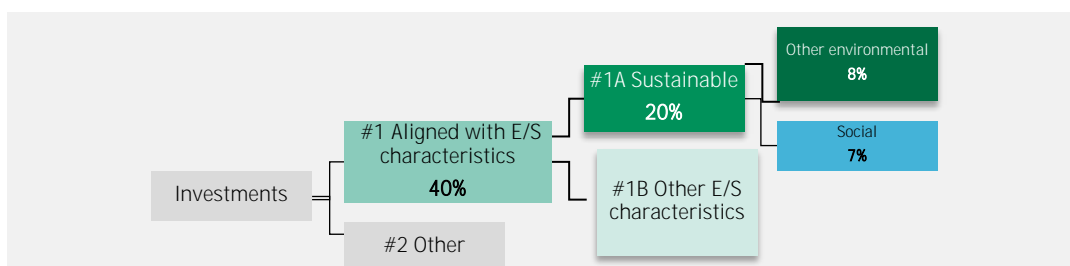 Investments
#1 Aligned with E/S
characteristics
40%
#2 Other
#1A Sustainable
20%
#1B Other E/S
characteristics
Other environmental
8%
Social
7%